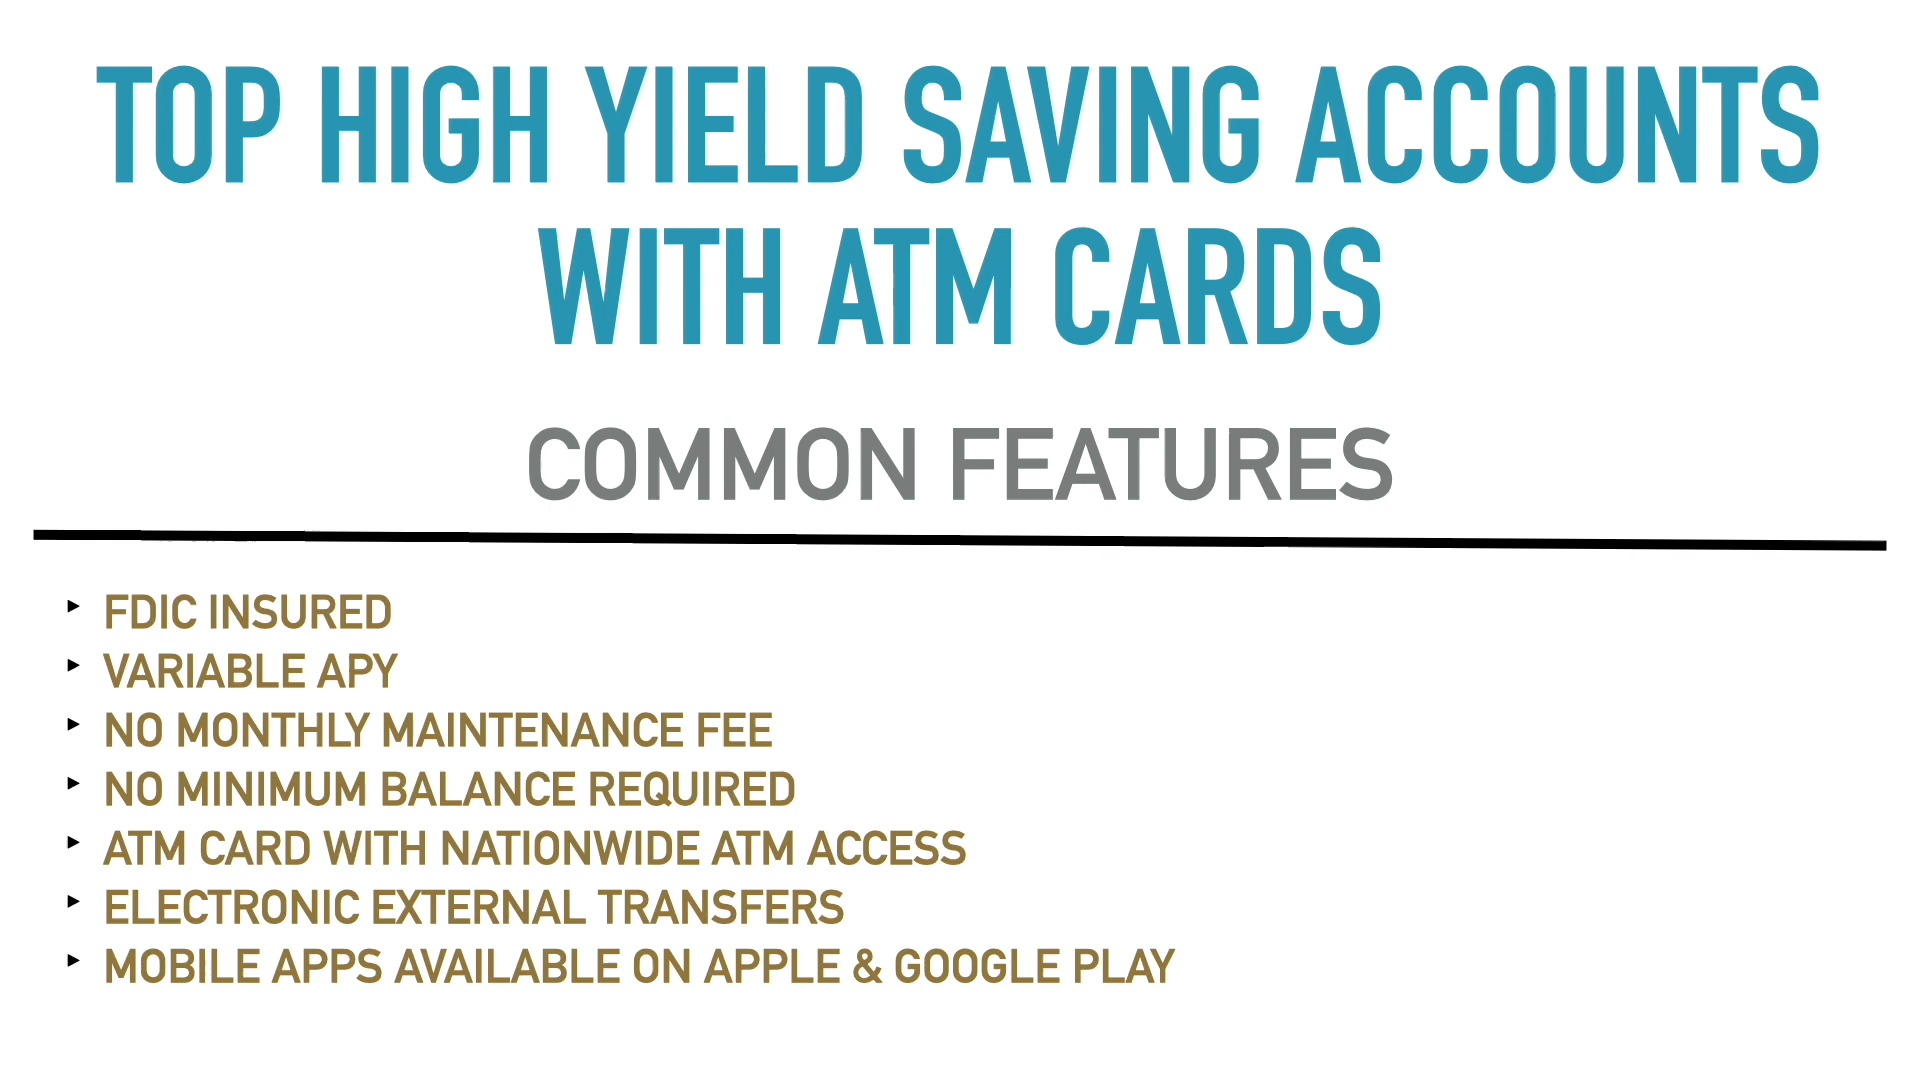 TOP HIGH YIELD SAVING ACCOUNTS
WITH ATM CARDS
COMMON FEATURES
‣ FDIC INSURED
‣ VARIABLE APY
‣ NO MONTHLY MAINTENANCE FEE
‣ NO MINIMUM BALANCE REQUIRED
‣ ATM CARD WITH NATIONWIDE ATM ACCESS
‣ ELECTRONIC EXTERNAL TRANSFERS
‣ MOBILE APPS AVAILABLE ON APPLE & GOOGLE PLAY